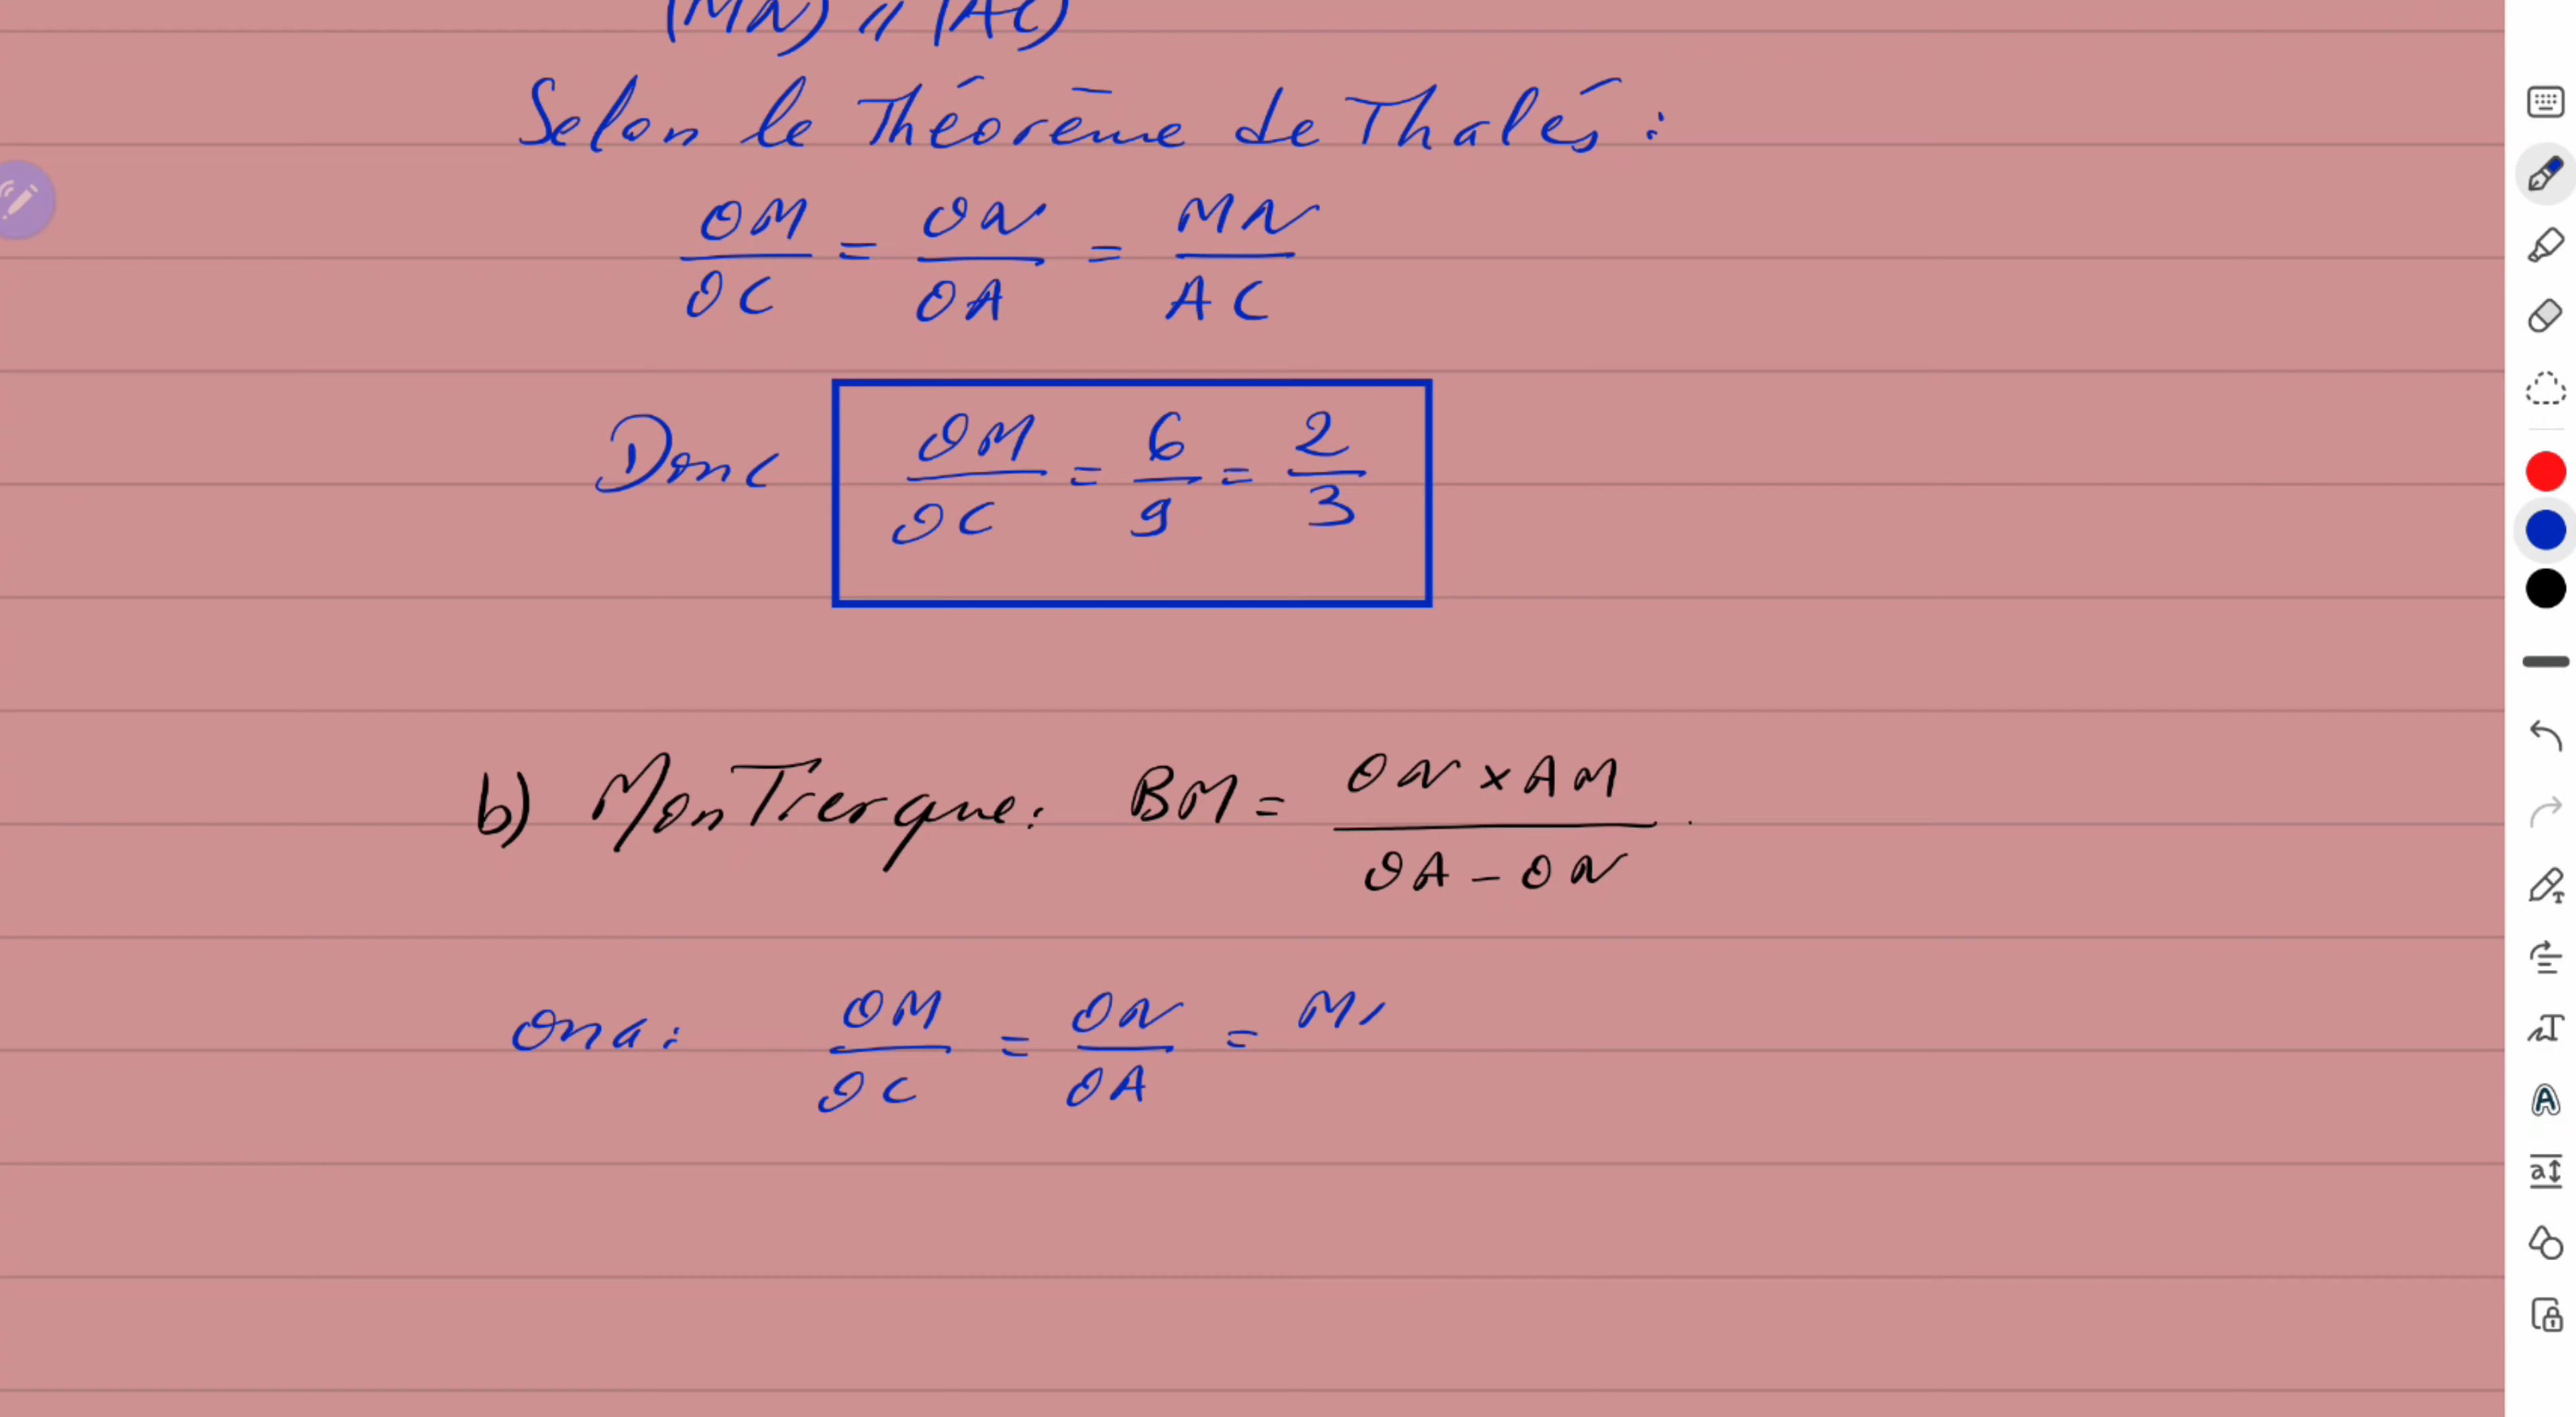 (MN) // (AC)
Selon le Théorème de Thalés :
OM/OC = ON/OA = MN/AC
Donc OM/OC = 6/9 = 2/3
b) Montrer que : BM = ON × AM / OA - ON .
On a : OM/OC = ON/OA = M